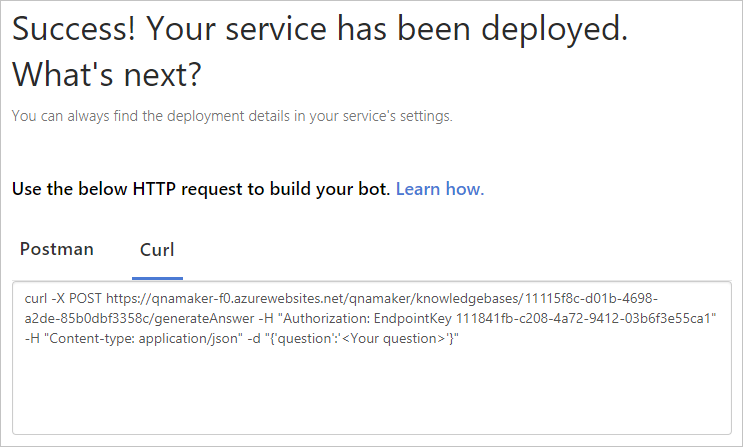 Success! Your service has been deployed.
What's next?
You can always find the deployment details in your service's settings.
Use the below HTTP request to build your bot. Learn how.
Postman Curl
curl -X POST https://qnamaker-f0.azurewebsites.net/qnamaker/knowledgebases/11115f8c-d01b-4698-
a2de-85b0dbf3358c/generateAnswer -H "Authorization: EndpointKey 111841fb-c208-4a72-9412-03b6f3e55ca1"
-H "Content-type: application/json" -d "{'question':'<Your question>'}"